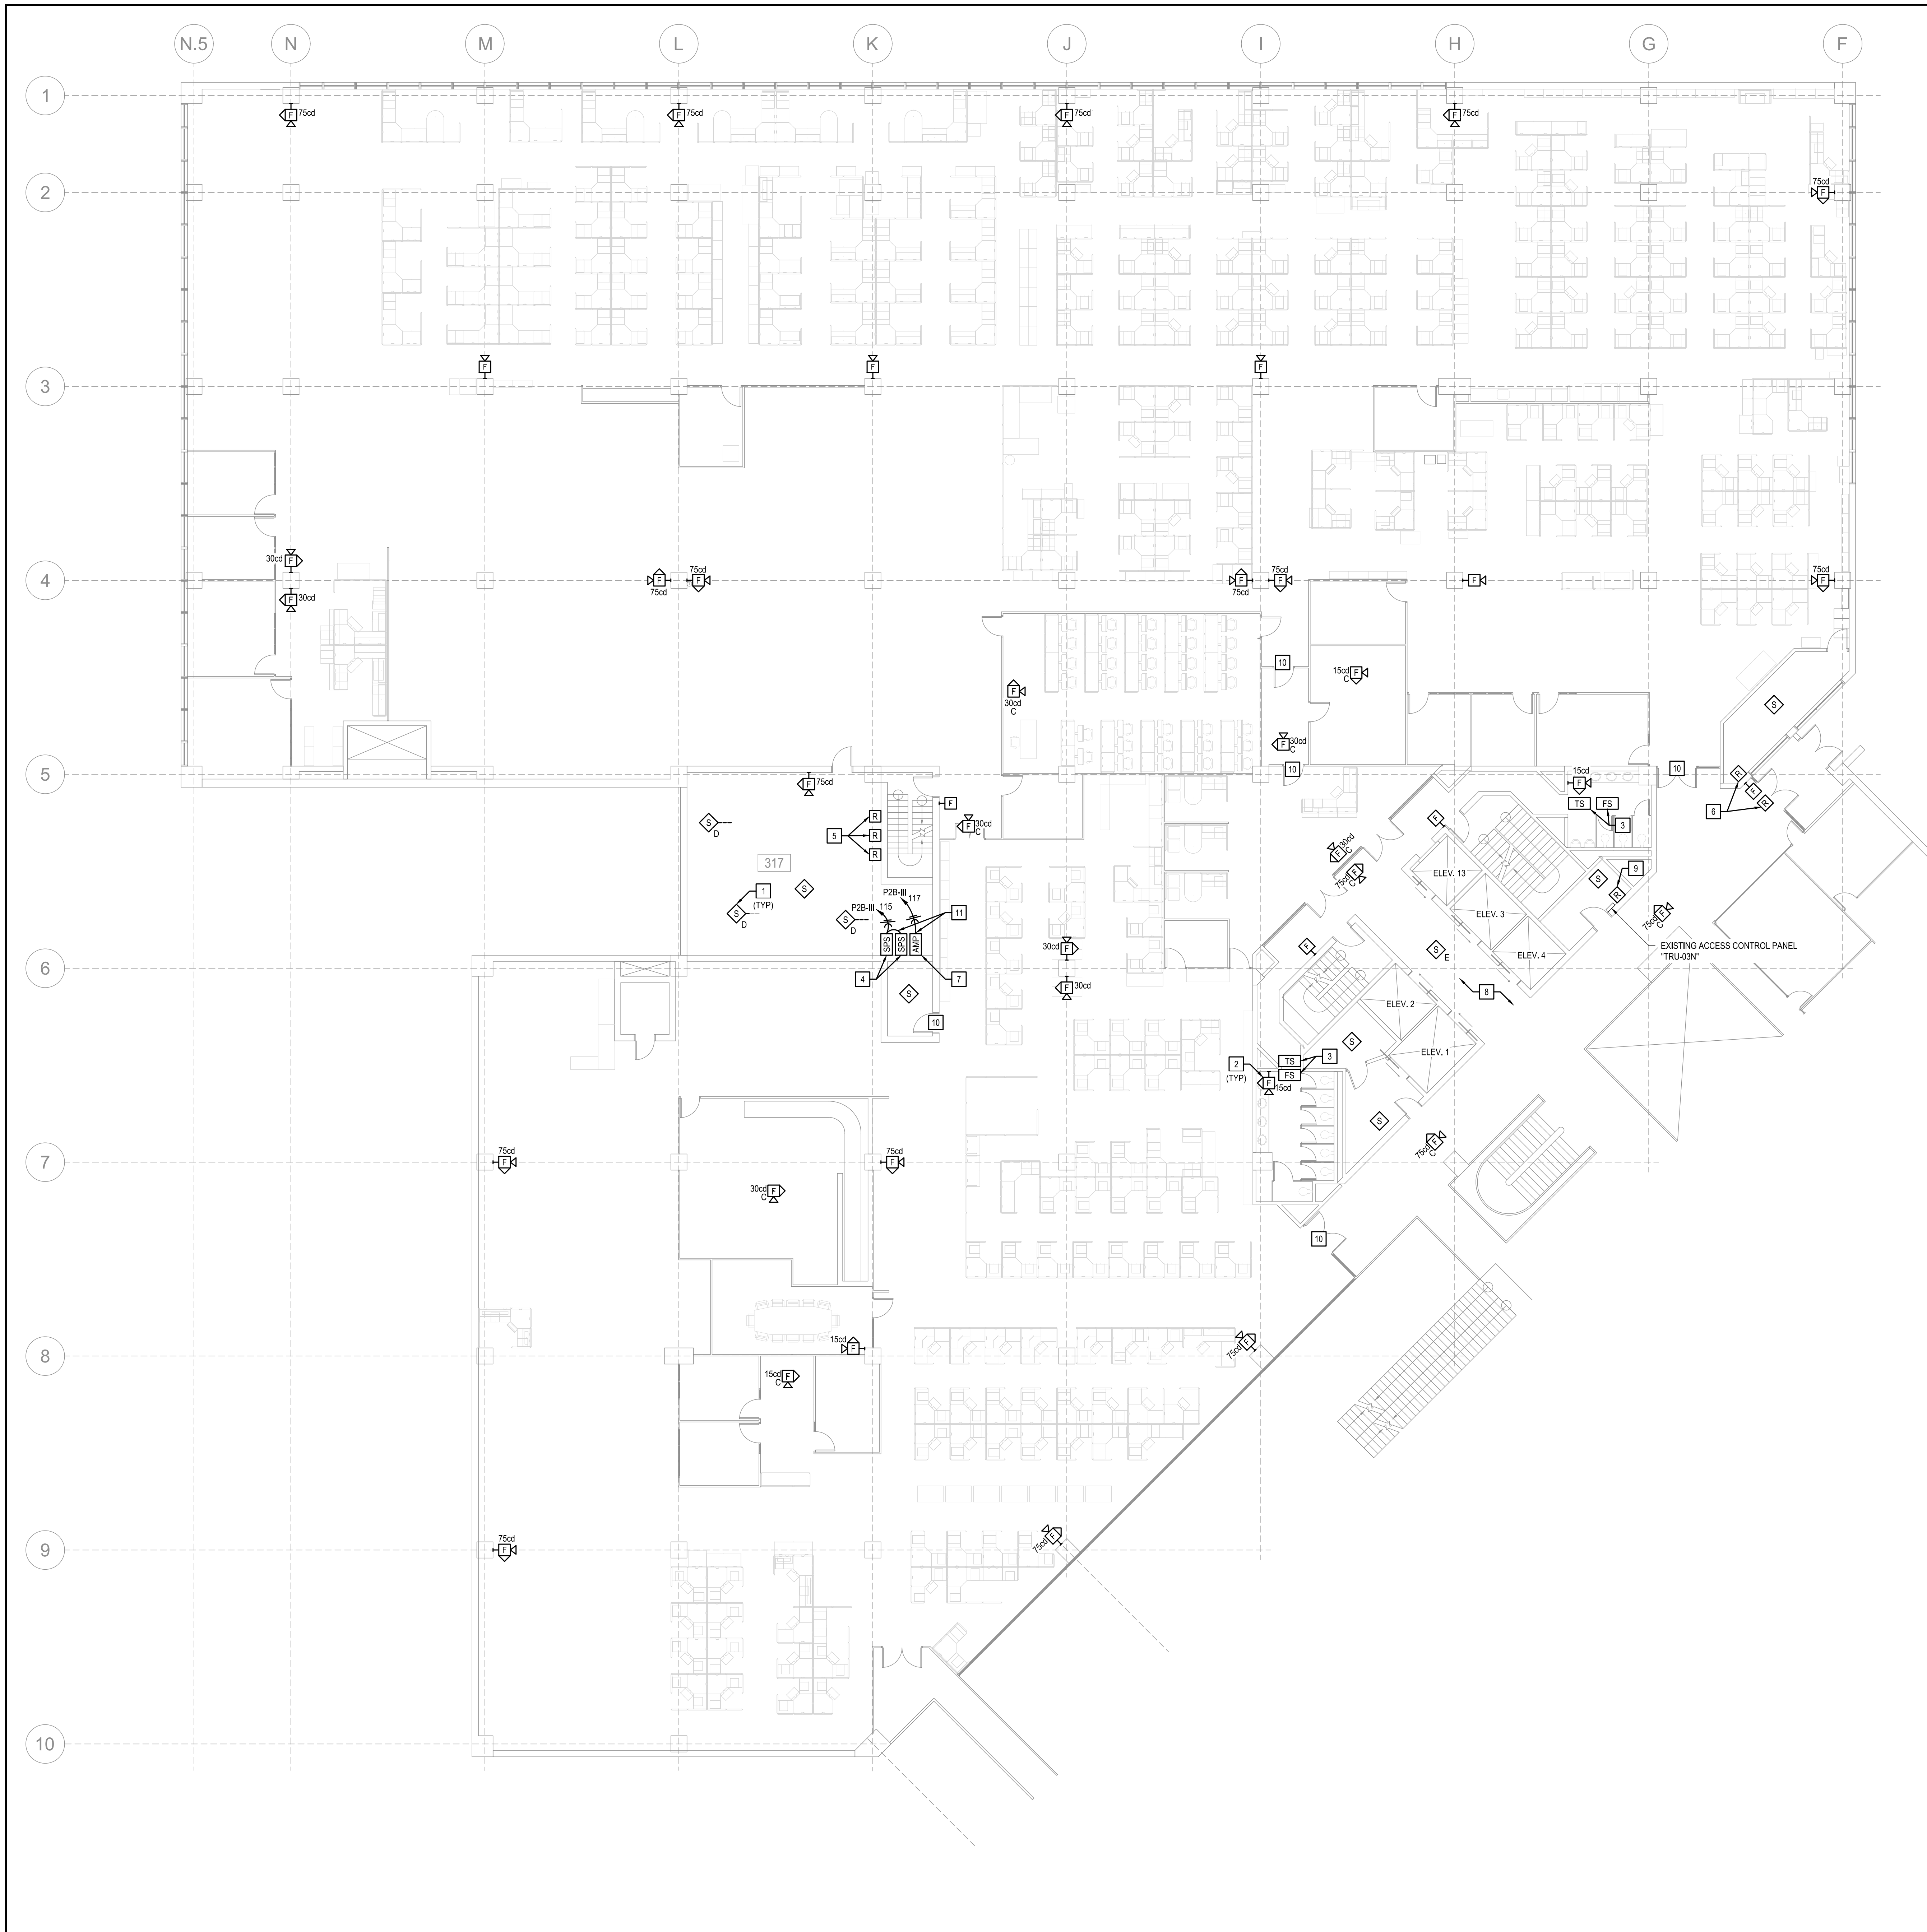 N.5 N M L K J I H G F
1
F 75cd F 75cd F 75cd F 75cd
2
75cd
F
F F F
3
30cd F
4
F 30cd
F 75cd
75cd F
F 75cd
75cd F
F
75cd F
10
15cd F
C
F
30cd
C
S
F 30cd
C
5
10
F 75cd
15cd
F
10
TS FS
3
R
F
R
6
S
D
R
5 R
R
F
F 30cd
C
F
F 30cd
C
F
75cd C
ELEV. 13
S
9
R
317
1
(TYP)
S
P2B-III 117
P2B-III 115
S
D
S
D
11
ELEV. 3
F
75cd C
SPS SPS AMP
30cd F
F
S
E
ELEV. 4
EXISTING ACCESS CONTROL PANEL
"TRU-03N"
6
4
7
F 30cd
S
8
ELEV. 2
10
S
ELEV. 1
2
(TYP)
TS
FS
3
F
15cd
S
F
75cd C
7
75cd
F
75cd
F
30cd F
C
10
8
15cd
F
15cd F
C
F
75cd
9
75cd
F
F
75cd
10